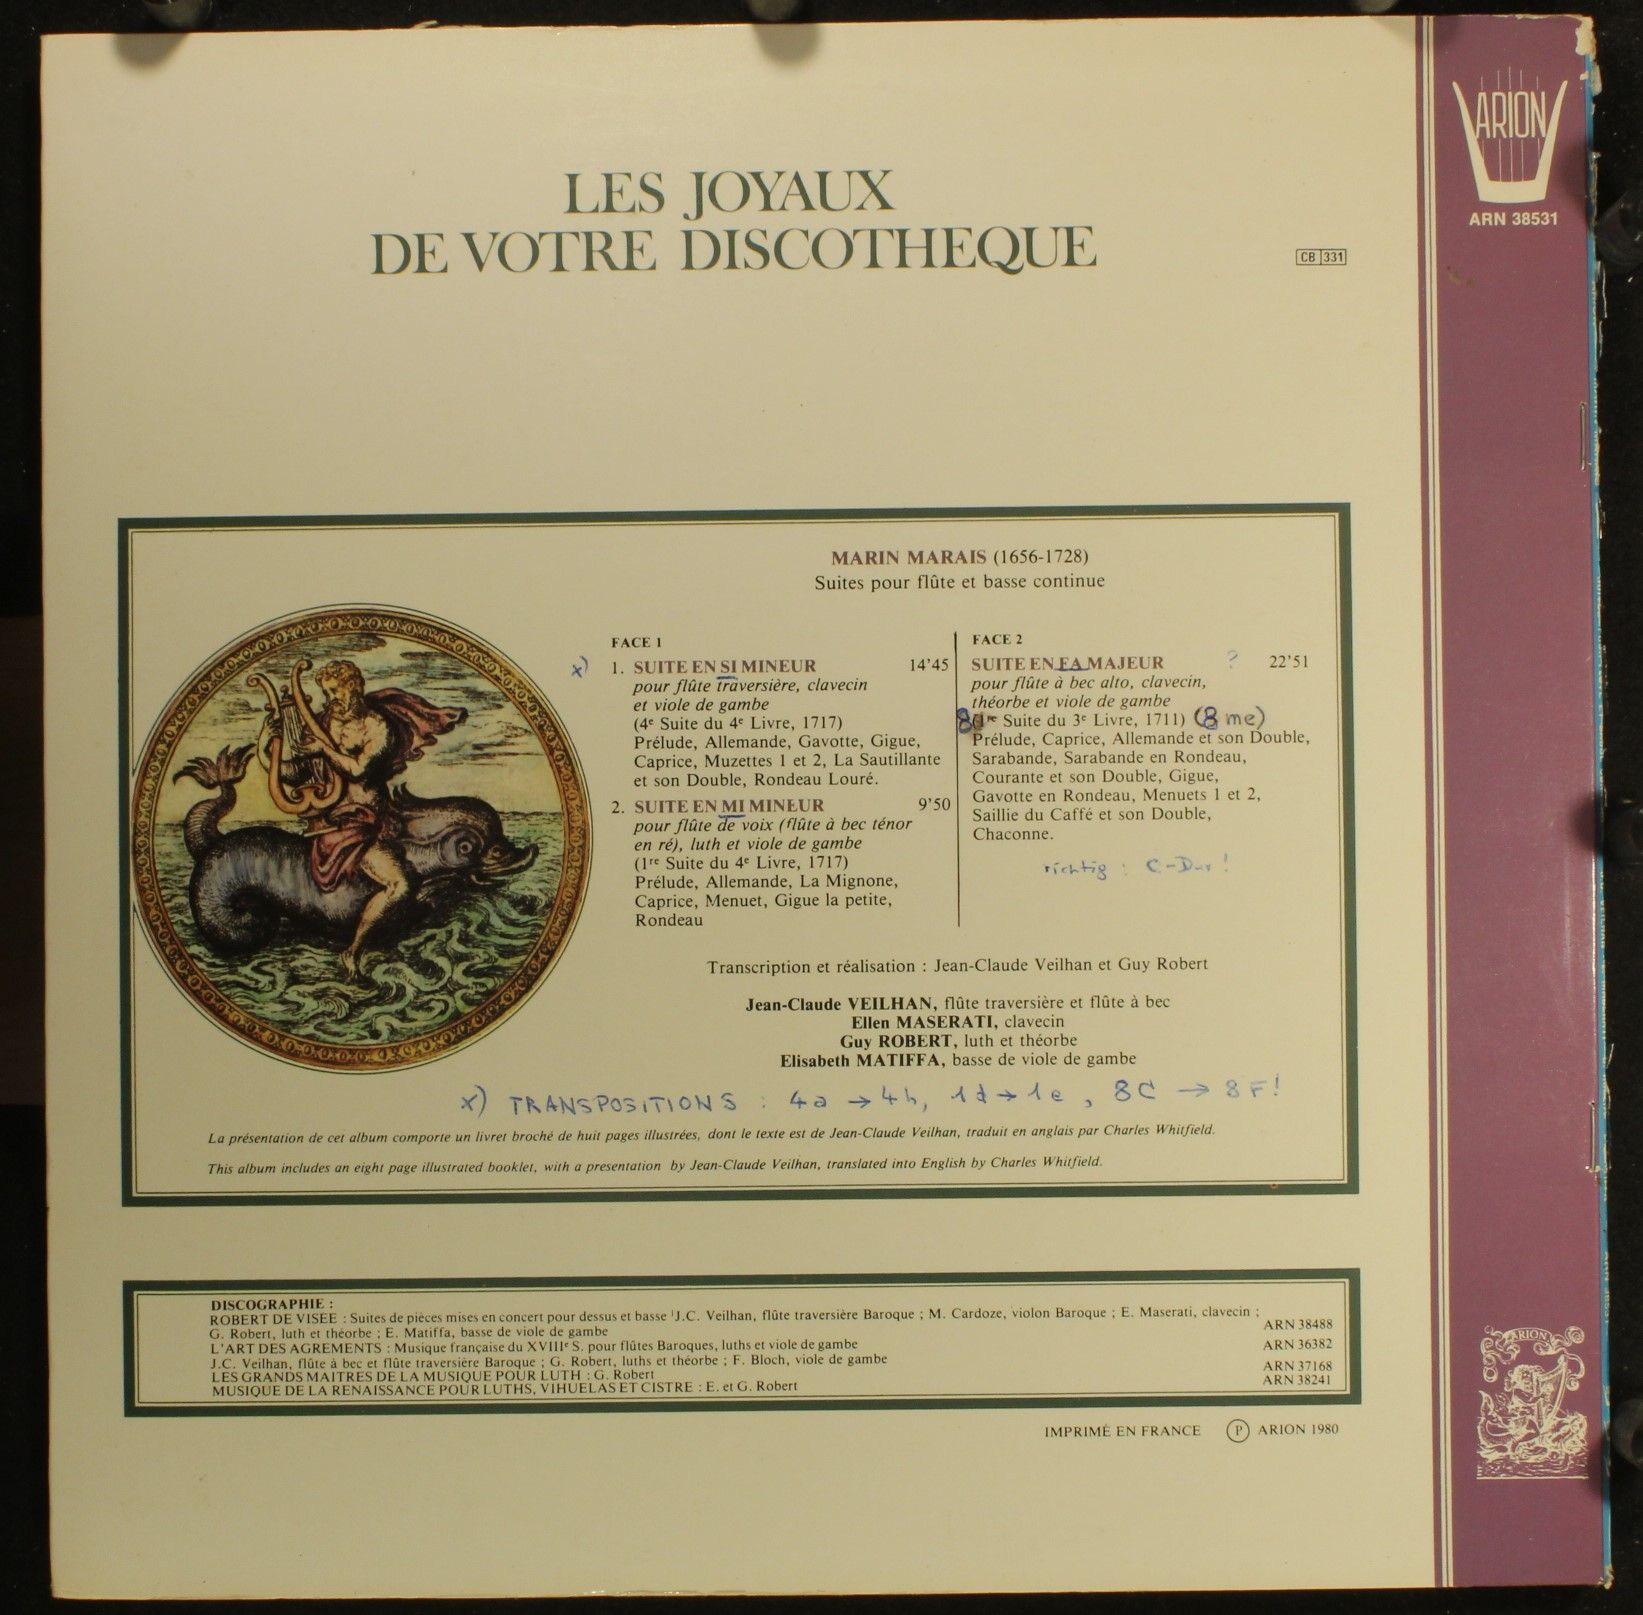 ARION
ARN 38531
LES JOYAUX
DE VOTRE DISCOTHEQUE
CB 331
MARIN MARAIS (1656-1728)
Suites pour flûte et basse continue
FACE 1
x) 1. SUITE EN SI MINEUR 14'45
pour flûte traversière, clavecin
et viole de gambe
(4e Suite du 4e Livre, 1717)
Prélude, Allemande, Gavotte, Gigue,
Caprice, Muzettes 1 et 2, La Sautillante
et son Double, Rondeau Louré.
2. SUITE EN MI MINEUR 9'50
pour flûte de voix (flûte à bec ténor
en ré), luth et viole de gambe
(1re Suite du 4e Livre, 1717)
Prélude, Allemande, La Mignone,
Caprice, Menuet, Gigue la petite,
Rondeau
FACE 2
SUITE EN FA MAJEUR ? 22'51
pour flûte à bec alto, clavecin,
théorbe et viole de gambe
8 (1re Suite du 3e Livre, 1711) (8me)
Prélude, Caprice, Allemande et son Double,
Sarabande, Sarabande en Rondeau,
Courante et son Double, Gigue,
Gavotte en Rondeau, Menuets 1 et 2,
Saillie du Caffé et son Double,
Chaconne.
richtig : C-Dur !
Transcription et réalisation : Jean-Claude Veilhan et Guy Robert
Jean-Claude VEILHAN, flûte traversière et flûte à bec
Ellen MASERATI, clavecin
Guy ROBERT, luth et théorbe
Elisabeth MATIFFA, basse de viole de gambe
x) TRANSPOSITIONS : 4a → 4h, 1d → 1e, 8C → 8F!
La présentation de cet album comporte un livret broché de huit pages illustrées, dont le texte est de Jean-Claude Veilhan, traduit en anglais par Charles Whitfield.
This album includes an eight page illustrated booklet, with a presentation by Jean-Claude Veilhan, translated into English by Charles Whitfield.
DISCOGRAPHIE :
ROBERT DE VISEE : Suites de pièces mises en concert pour dessus et basse 'J.C. Veilhan, flûte traversière Baroque ; M. Cardoze, violon Baroque ; E. Maserati, clavecin ;
G. Robert, luth et théorbe ; E. Matiffa, basse de viole de gambe ARN 38488
L'ART DES AGREMENTS : Musique française du XVIIIe S. pour flûtes Baroques, luths et viole de gambe ARN 36382
J.C. Veilhan, flûte à bec et flûte traversière Baroque ; G. Robert, luths et théorbe ; F. Bloch, viole de gambe
LES GRANDS MAITRES DE LA MUSIQUE POUR LUTH : G. Robert ARN 37168
MUSIQUE DE LA RENAISSANCE POUR LUTHS, VIHUELAS ET CISTRE : E. et G. Robert ARN 38241
IMPRIMÉ EN FRANCE Ⓟ ARION 1980
ARION